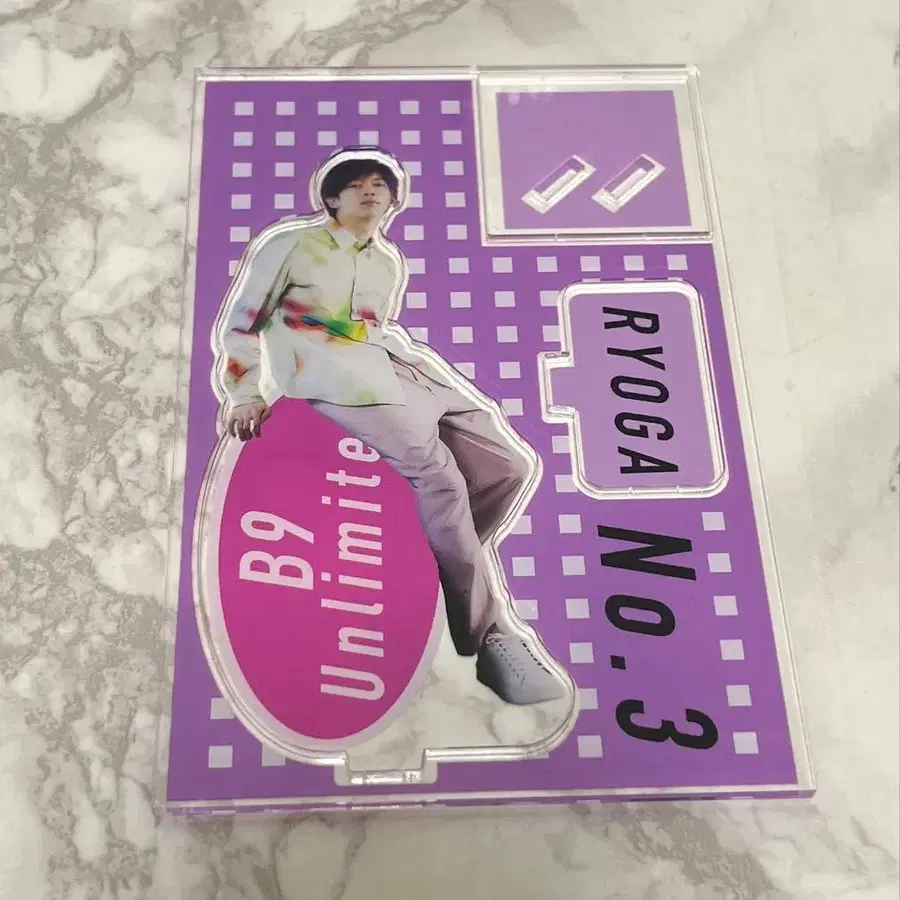 B9
Unlimite
RYOGA
No.3